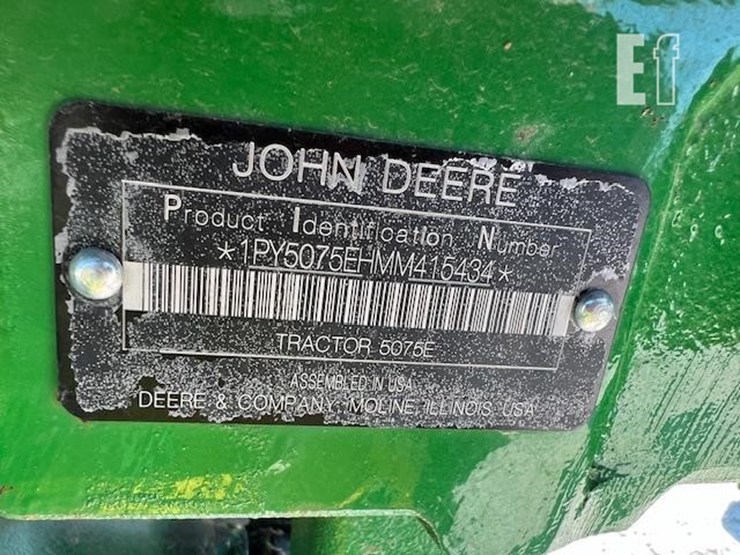 Ef
JOHN DEERE
Product Identification Number
*1PY5075EHMM415434*
TRACTOR 5075E
ASSEMBLED IN USA
DEERE & COMPANY, MOLINE, ILLINOIS, USA